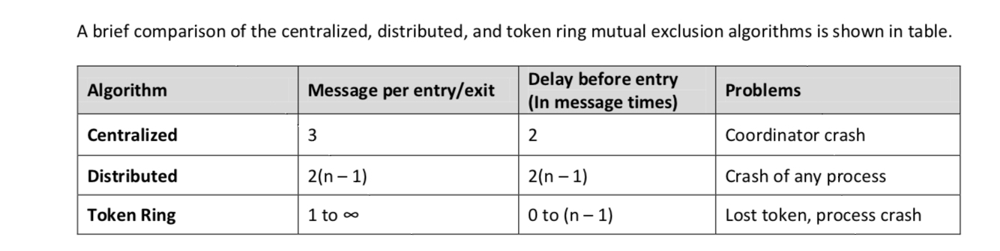 A brief comparison of the centralized, distributed, and token ring mutual exclusion algorithms is shown in table.
Algorithm Message per entry/exit Delay before entry (In message times) Problems
Centralized 3 2 Coordinator crash
Distributed 2(n – 1) 2(n – 1) Crash of any process
Token Ring 1 to ∞ 0 to (n – 1) Lost token, process crash